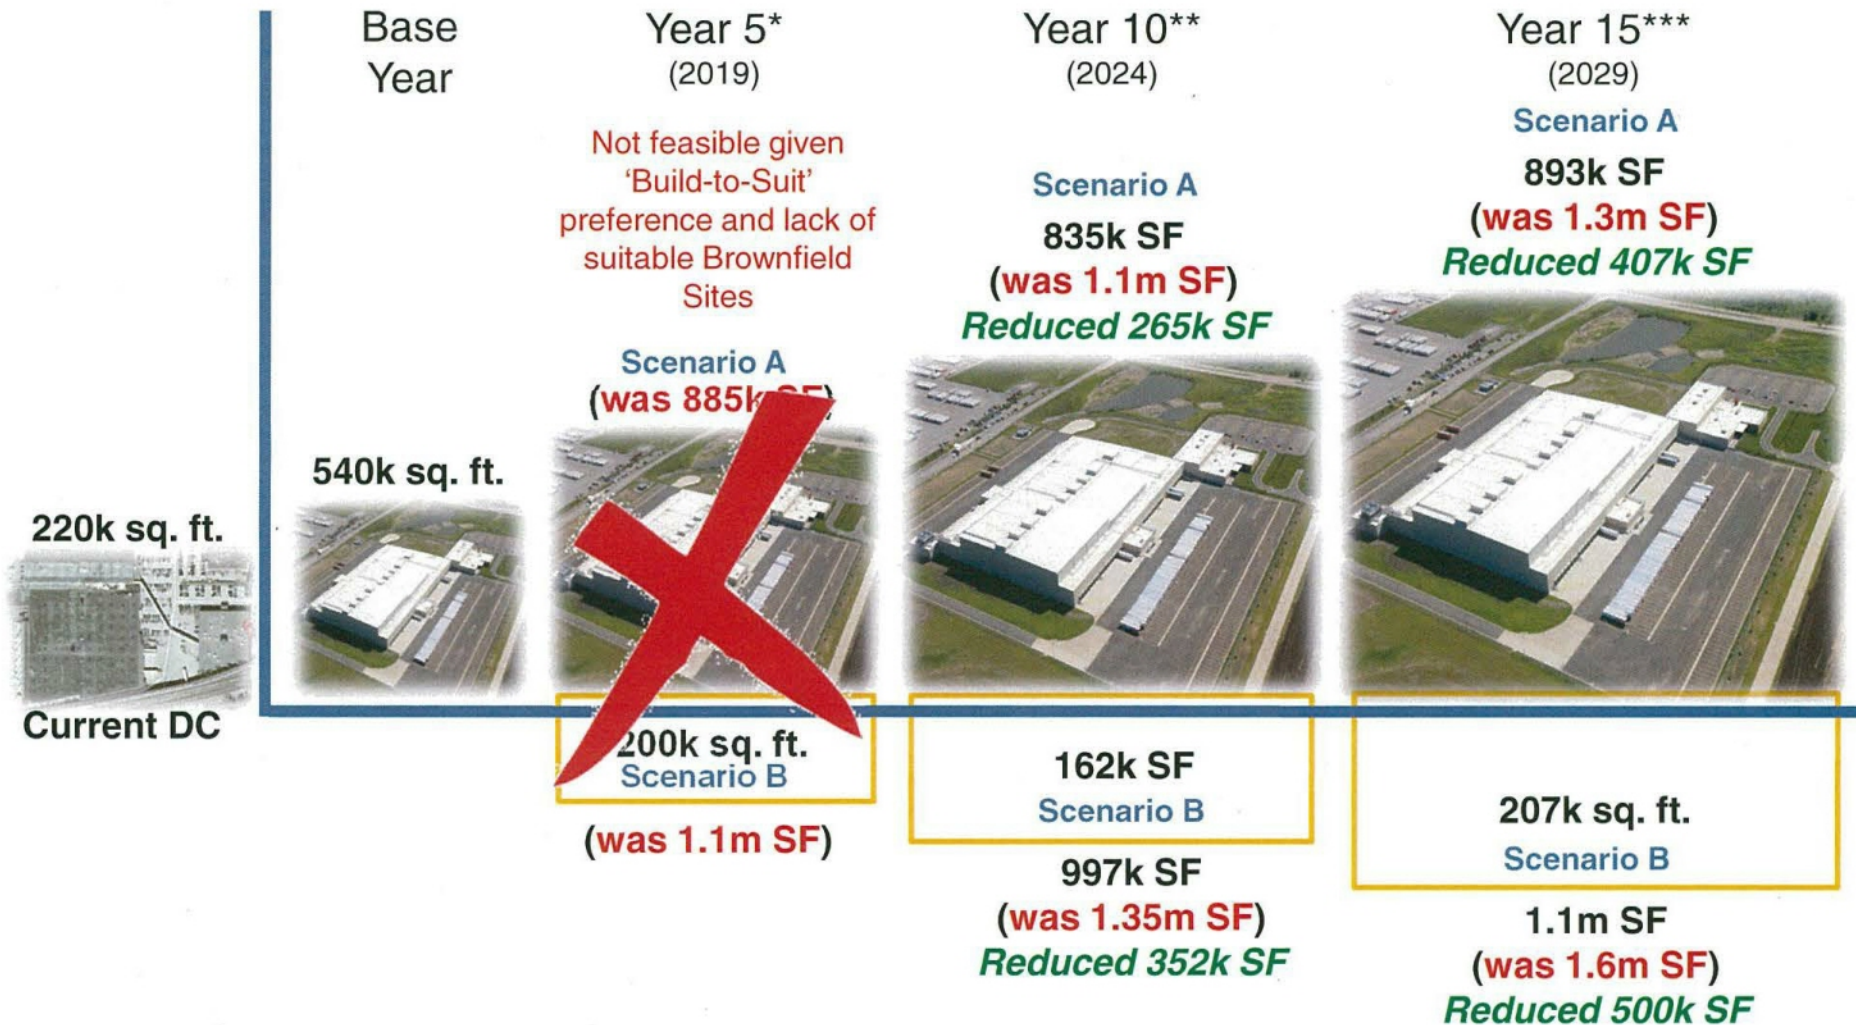 Base
Year
Year 5*
(2019)
Year 10**
(2024)
Year 15***
(2029)
Not feasible given
‘Build-to-Suit’
preference and lack of
suitable Brownfield
Sites
Scenario A
(was 885k SF)
Scenario A
835k SF
(was 1.1m SF)
Reduced 265k SF
Scenario A
893k SF
(was 1.3m SF)
Reduced 407k SF
540k sq. ft.
220k sq. ft.
Current DC
200k sq. ft.
Scenario B
(was 1.1m SF)
162k SF
Scenario B
997k SF
(was 1.35m SF)
Reduced 352k SF
207k sq. ft.
Scenario B
1.1m SF
(was 1.6m SF)
Reduced 500k SF